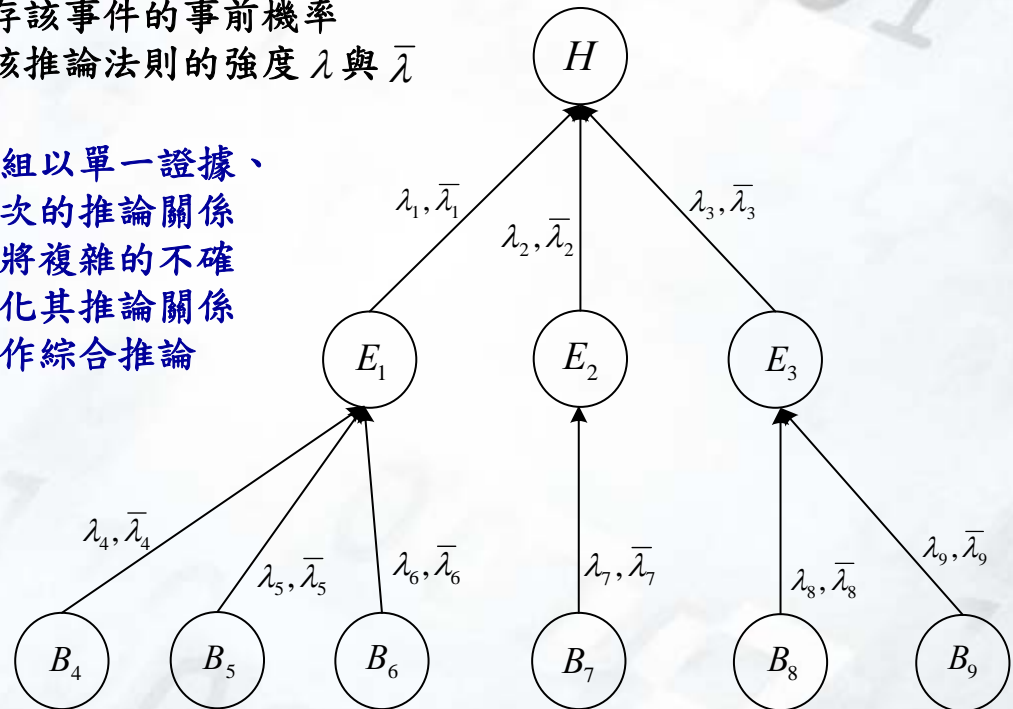 存該事件的事前機率
該推論法則的強度 λ 與 λ̅
組以單一證據、
次的推論關係
將複雜的不確
化其推論關係
作綜合推論
H
λ₁, λ̅₁
λ₂, λ̅₂
λ₃, λ̅₃
E₁
E₂
E₃
λ₄, λ̅₄
λ₅, λ̅₅
λ₆, λ̅₆
λ₇, λ̅₇
λ₈, λ̅₈
λ₉, λ̅₉
B₄
B₅
B₆
B₇
B₈
B₉